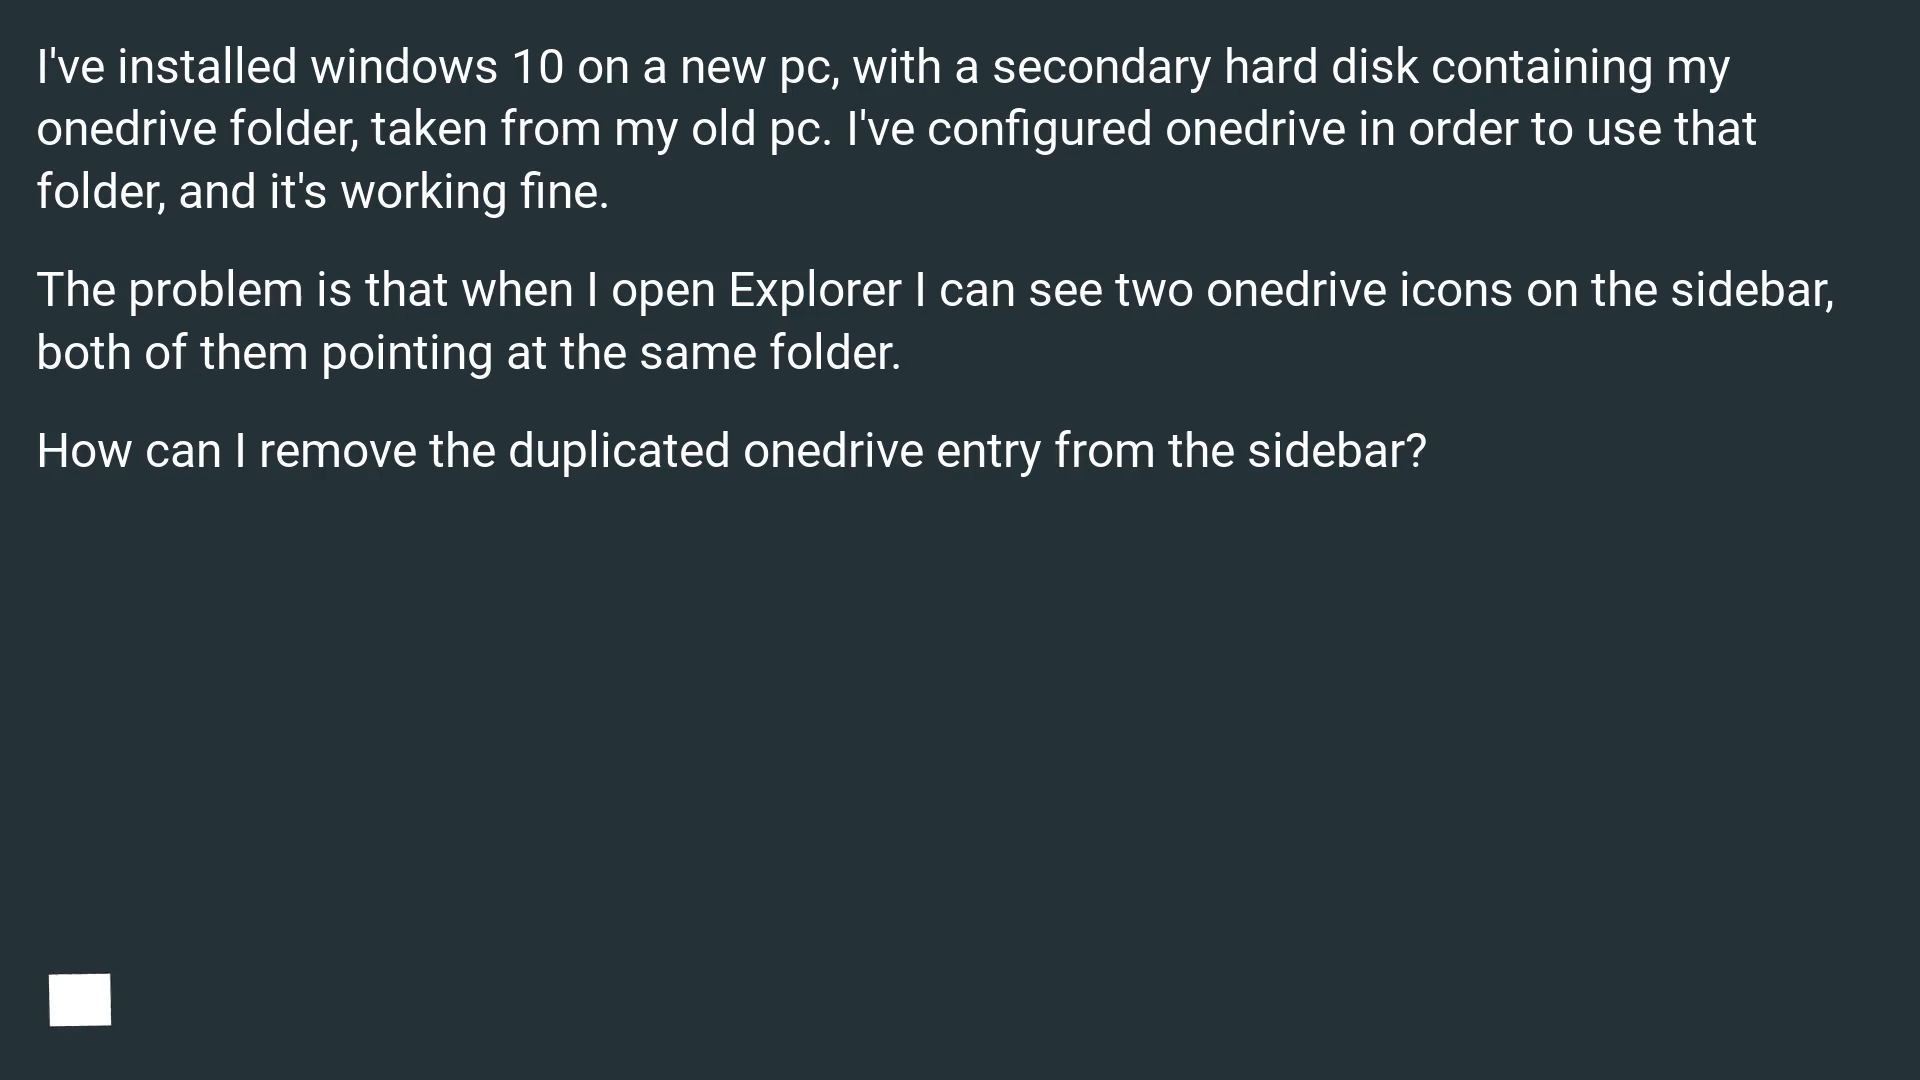 I've installed windows 10 on a new pc, with a secondary hard disk containing my
onedrive folder, taken from my old pc. I've configured onedrive in order to use that
folder, and it's working fine.
The problem is that when I open Explorer I can see two onedrive icons on the sidebar,
both of them pointing at the same folder.
How can I remove the duplicated onedrive entry from the sidebar?